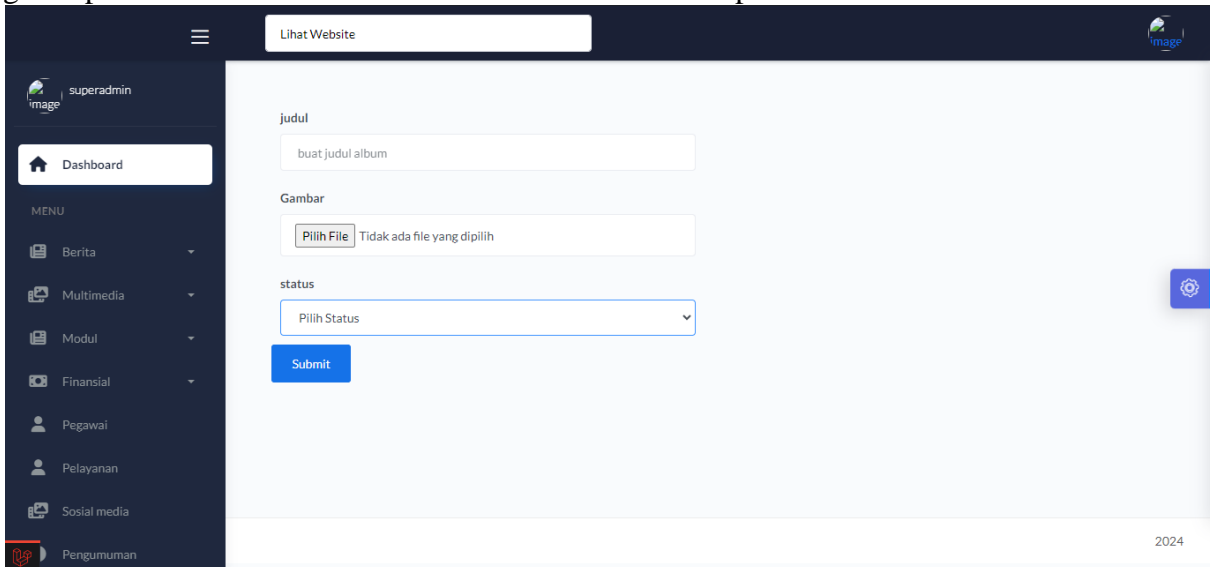 Lihat Website
image
image
superadmin
Dashboard
MENU
Berita
Multimedia
Modul
Finansial
Pegawai
Pelayanan
Sosial media
Pengumuman
judul
buat judul album
Gambar
Pilih File Tidak ada file yang dipilih
status
Pilih Status
Submit
2024